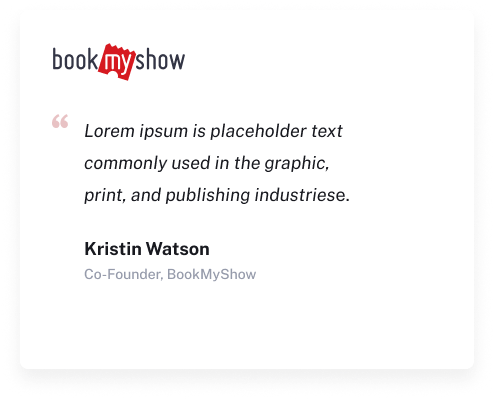 bookmyshow
“ Lorem ipsum is placeholder text
commonly used in the graphic,
print, and publishing industriese.
Kristin Watson
Co-Founder, BookMyShow